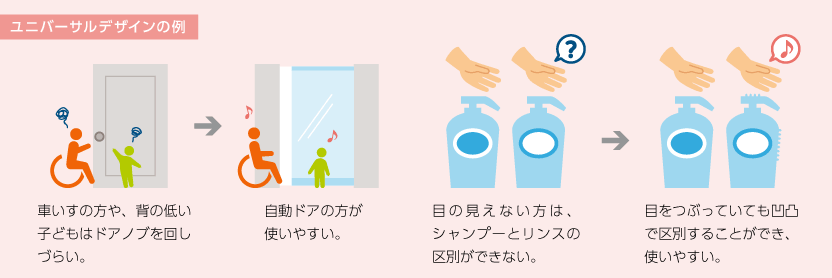 ユニバーサルデザインの例
?
車いすの方や、背の低い
子どもはドアノブを回し
づらい。
自動ドアの方が
使いやすい。
目の見えない方は、
シャンプーとリンスの
区別ができない。
目をつぶっていても凹凸
で区別することができ、
使いやすい。